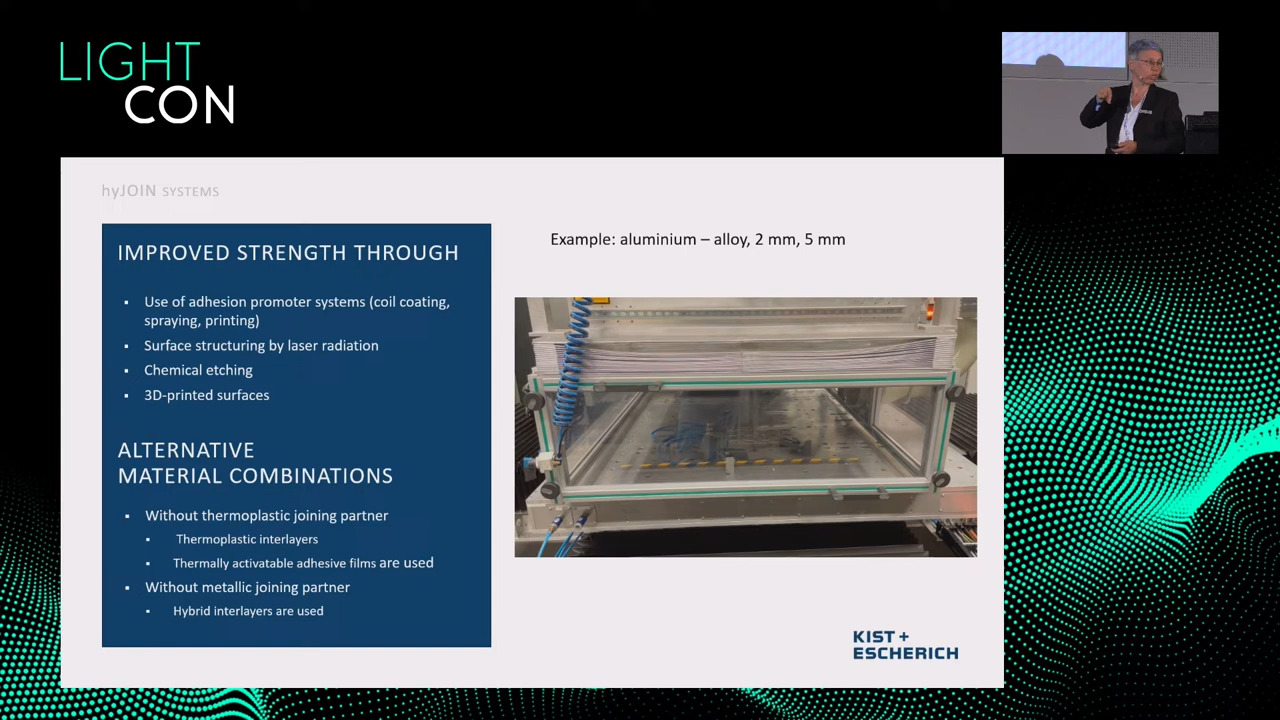 LIGHT
CON
hyJOIN SYSTEMS
IMPROVED STRENGTH THROUGH
▪ Use of adhesion promoter systems (coil coating,
spraying, printing)
▪ Surface structuring by laser radiation
▪ Chemical etching
▪ 3D-printed surfaces
ALTERNATIVE
MATERIAL COMBINATIONS
▪ Without thermoplastic joining partner
▪ Thermoplastic interlayers
▪ Thermally activatable adhesive films are used
▪ Without metallic joining partner
▪ Hybrid interlayers are used
Example: aluminium – alloy, 2 mm, 5 mm
KIST +
ESCHERICH